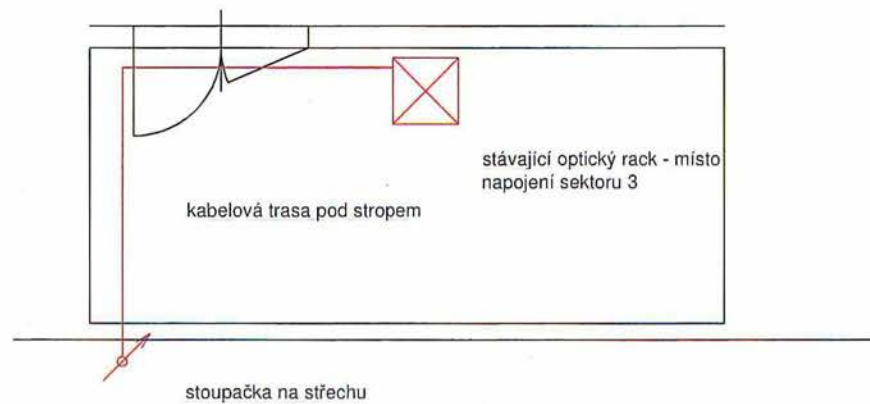 stávající optický rack - místo
napojení sektoru 3
kabelová trasa pod stropem
stoupačka na střechu